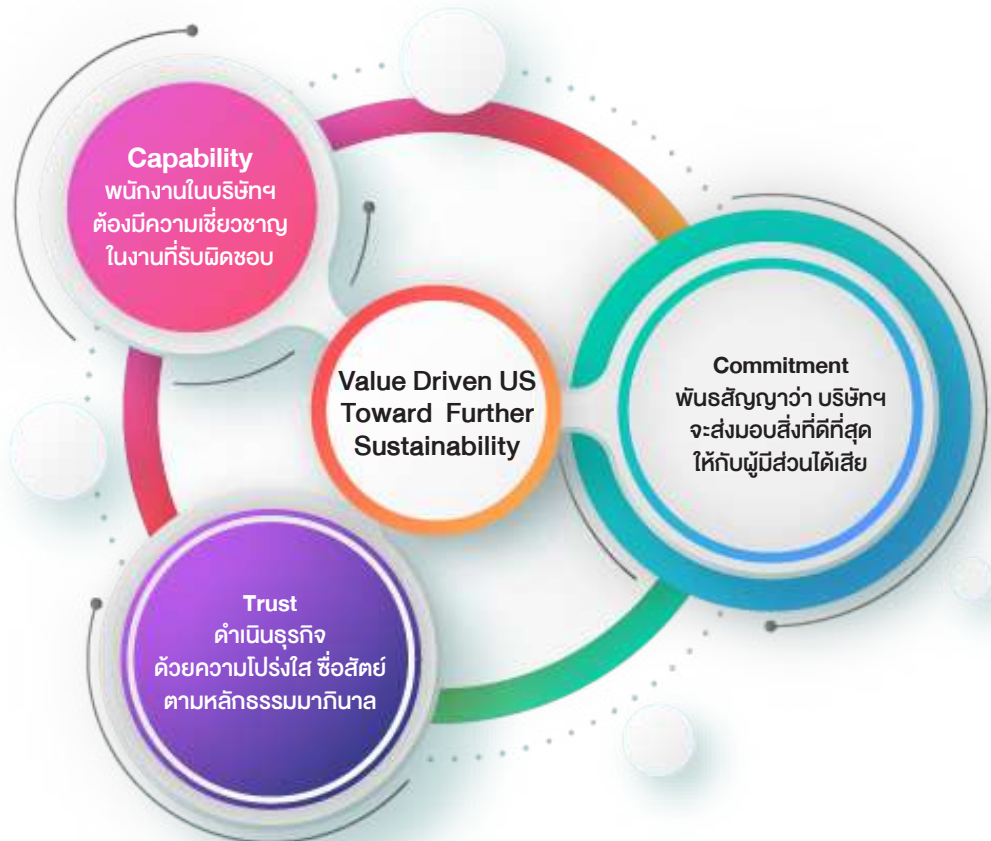 Capability
พนักงานในบริษัทฯ
ต้องมีความเชี่ยวชาญ
ในงานที่รับผิดชอบ
Value Driven US
Toward Further
Sustainability
Commitment
พันธสัญญาว่า บริษัทฯ
จะส่งมอบสิ่งที่ดีที่สุด
ให้กับผู้มีส่วนได้เสีย
Trust
ดำเนินธุรกิจ
ด้วยความโปร่งใส ซื่อสัตย์
ตามหลักธรรมมาภินาล